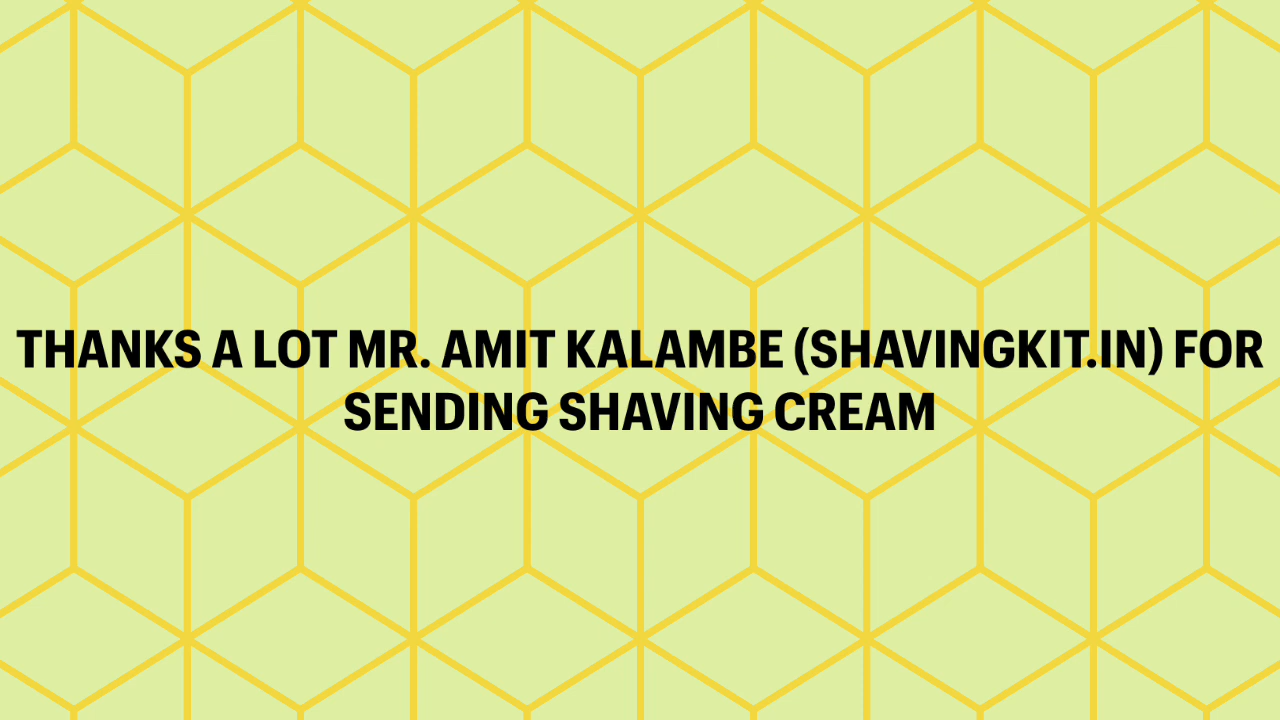 THANKS A LOT MR. AMIT KALAMBE (SHAVINGKIT.IN) FOR
SENDING SHAVING CREAM